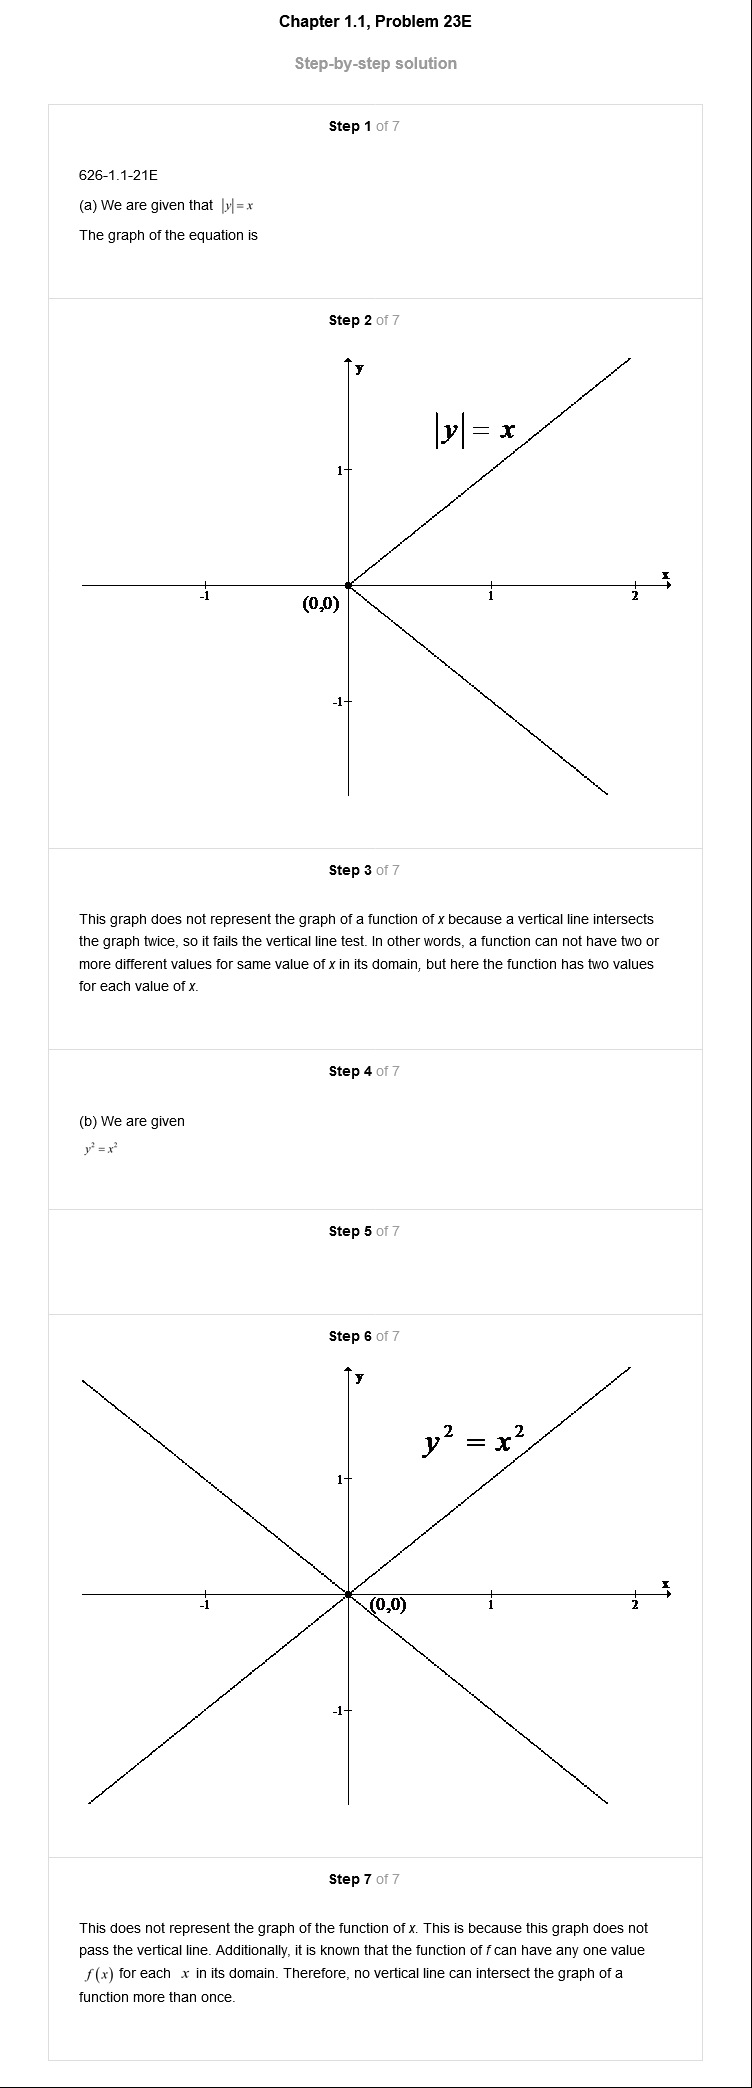 Chapter 1.1, Problem 23E
Step-by-step solution
Step 1 of 7
626-1.1-21E
(a) We are given that |y| = x
The graph of the equation is
Step 2 of 7
y
|y| = x
1
x
-1
(0,0)
1
2
-1
Step 3 of 7
This graph does not represent the graph of a function of x because a vertical line intersects
the graph twice, so it fails the vertical line test. In other words, a function can not have two or
more different values for same value of x in its domain, but here the function has two values
for each value of x.
Step 4 of 7
(b) We are given
y² = x²
Step 5 of 7
Step 6 of 7
y
y² = x²
1
x
-1
(0,0)
1
2
-1
Step 7 of 7
This does not represent the graph of the function of x. This is because this graph does not
pass the vertical line. Additionally, it is known that the function of f can have any one value
f(x) for each x in its domain. Therefore, no vertical line can intersect the graph of a
function more than once.